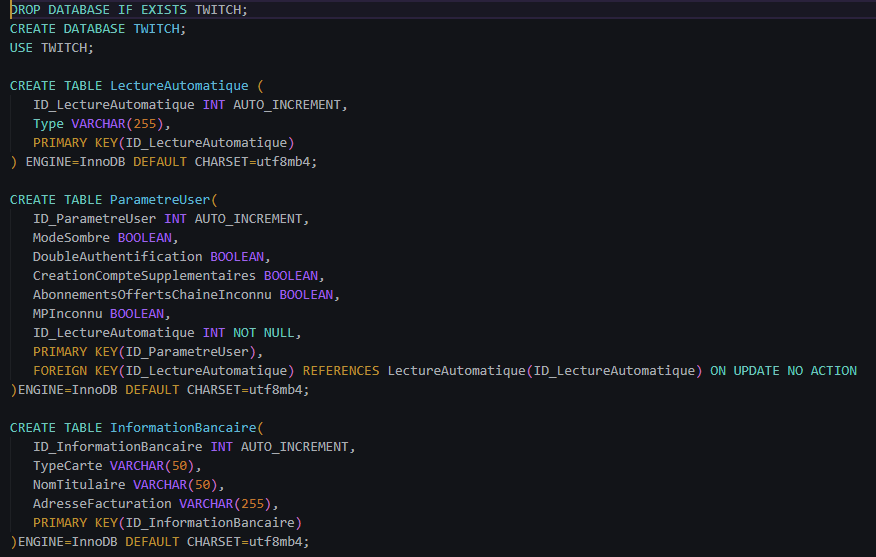 DROP DATABASE IF EXISTS TWITCH;
CREATE DATABASE TWITCH;
USE TWITCH;

CREATE TABLE LectureAutomatique (
   ID_LectureAutomatique INT AUTO_INCREMENT,
   Type VARCHAR(255),
   PRIMARY KEY(ID_LectureAutomatique)
) ENGINE=InnoDB DEFAULT CHARSET=utf8mb4;

CREATE TABLE ParametreUser(
   ID_ParametreUser INT AUTO_INCREMENT,
   ModeSombre BOOLEAN,
   DoubleAuthentification BOOLEAN,
   CreationCompteSupplementaires BOOLEAN,
   AbonnementsOffertsChaineInconnu BOOLEAN,
   MPInconnu BOOLEAN,
   ID_LectureAutomatique INT NOT NULL,
   PRIMARY KEY(ID_ParametreUser),
   FOREIGN KEY(ID_LectureAutomatique) REFERENCES LectureAutomatique(ID_LectureAutomatique) ON UPDATE NO ACTION
)ENGINE=InnoDB DEFAULT CHARSET=utf8mb4;

CREATE TABLE InformationBancaire(
   ID_InformationBancaire INT AUTO_INCREMENT,
   TypeCarte VARCHAR(50),
   NomTitulaire VARCHAR(50),
   AdresseFacturation VARCHAR(255),
   PRIMARY KEY(ID_InformationBancaire)
)ENGINE=InnoDB DEFAULT CHARSET=utf8mb4;